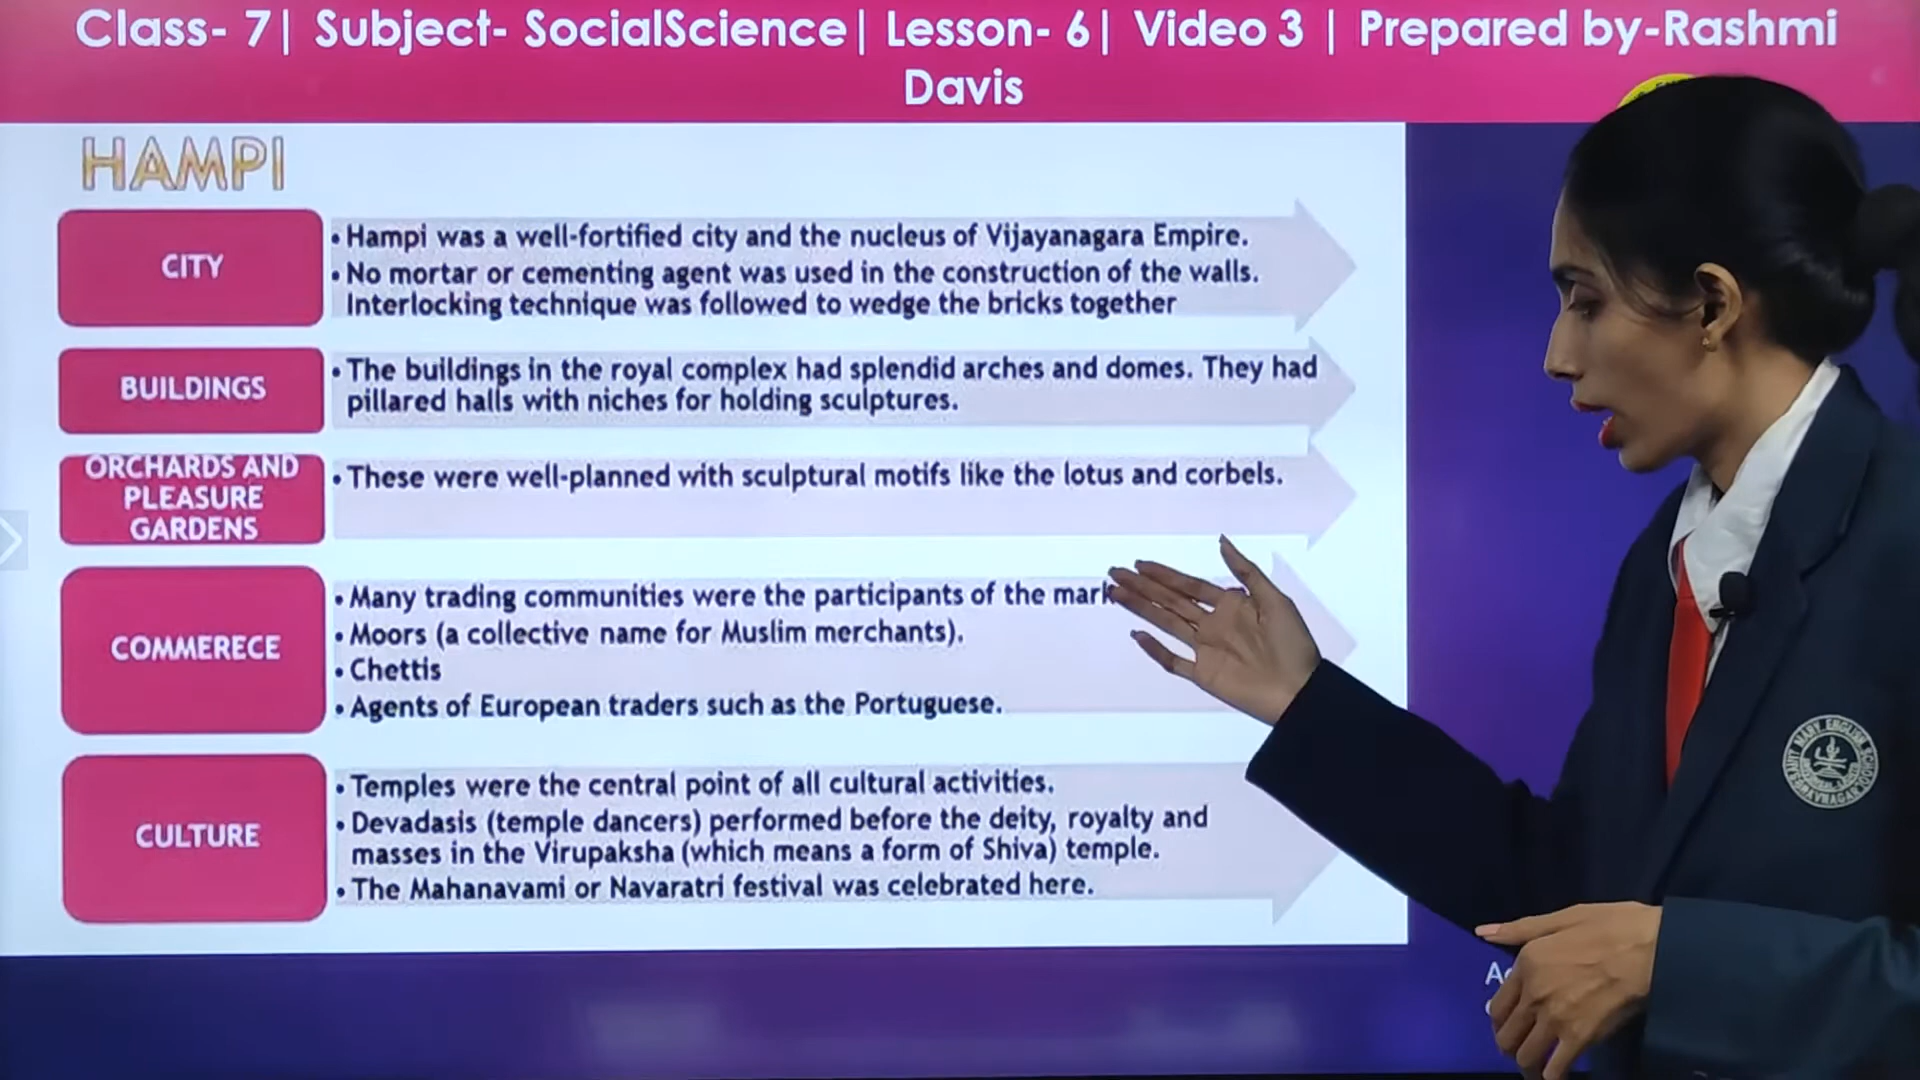 Class- 7| Subject- SocialScience| Lesson- 6| Video 3 | Prepared by-Rashmi
Davis
HAMPI
CITY
• Hampi was a well-fortified city and the nucleus of Vijayanagara Empire.
• No mortar or cementing agent was used in the construction of the walls.
Interlocking technique was followed to wedge the bricks together
BUILDINGS
• The buildings in the royal complex had splendid arches and domes. They had
pillared halls with niches for holding sculptures.
ORCHARDS AND
PLEASURE
GARDENS
• These were well-planned with sculptural motifs like the lotus and corbels.
COMMERECE
• Many trading communities were the participants of the mark
• Moors (a collective name for Muslim merchants).
• Chettis
• Agents of European traders such as the Portuguese.
CULTURE
• Temples were the central point of all cultural activities.
• Devadasis (temple dancers) performed before the deity, royalty and
masses in the Virupaksha (which means a form of Shiva) temple.
• The Mahanavami or Navaratri festival was celebrated here.